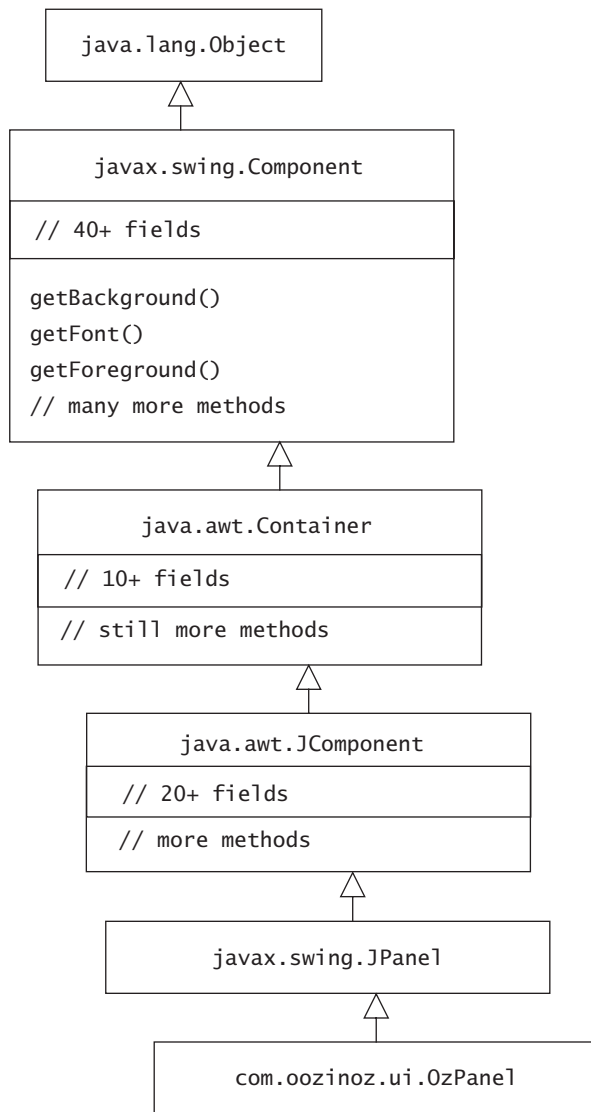 java.lang.Object
javax.swing.Component
// 40+ fields
getBackground()
getFont()
getForeground()
// many more methods
java.awt.Container
// 10+ fields
// still more methods
java.awt.JComponent
// 20+ fields
// more methods
javax.swing.JPanel
com.oozinoz.ui.OzPanel